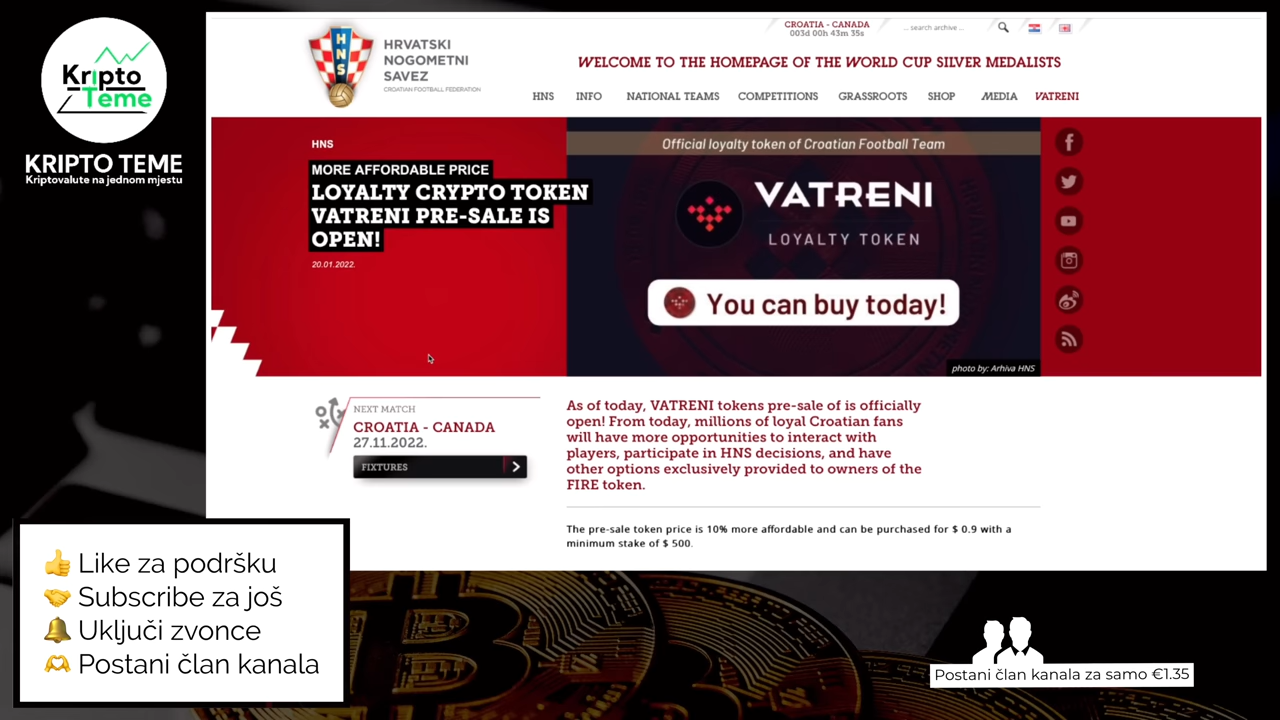 Kripto
Teme
KRIPTO TEME
Kriptovalute na jednom mjestu
HNS
HRVATSKI
NOGOMETNI
SAVEZ
CROATIAN FOOTBALL FEDERATION
CROATIA - CANADA
003d 00h 43m 35s
... search archive ...
WELCOME TO THE HOMEPAGE OF THE WORLD CUP SILVER MEDALISTS
HNS INFO NATIONAL TEAMS COMPETITIONS GRASSROOTS SHOP MEDIA VATRENI
HNS
MORE AFFORDABLE PRICE
LOYALTY CRYPTO TOKEN
VATRENI PRE-SALE IS
OPEN!
20.01.2022.
Official loyalty token of Croatian Football Team
VATRENI
LOYALTY TOKEN
You can buy today!
photo by: Arhiva HNS
NEXT MATCH
CROATIA - CANADA
27.11.2022.
FIXTURES
As of today, VATRENI tokens pre-sale of is officially
open! From today, millions of loyal Croatian fans
will have more opportunities to interact with
players, participate in HNS decisions, and have
other options exclusively provided to owners of the
FIRE token.
The pre-sale token price is 10% more affordable and can be purchased for $ 0.9 with a
minimum stake of $ 500.
👍 Like za podršku
🤝 Subscribe za još
🔔 Uključi zvonce
🫶 Postani član kanala
Postani član kanala za samo €1.35